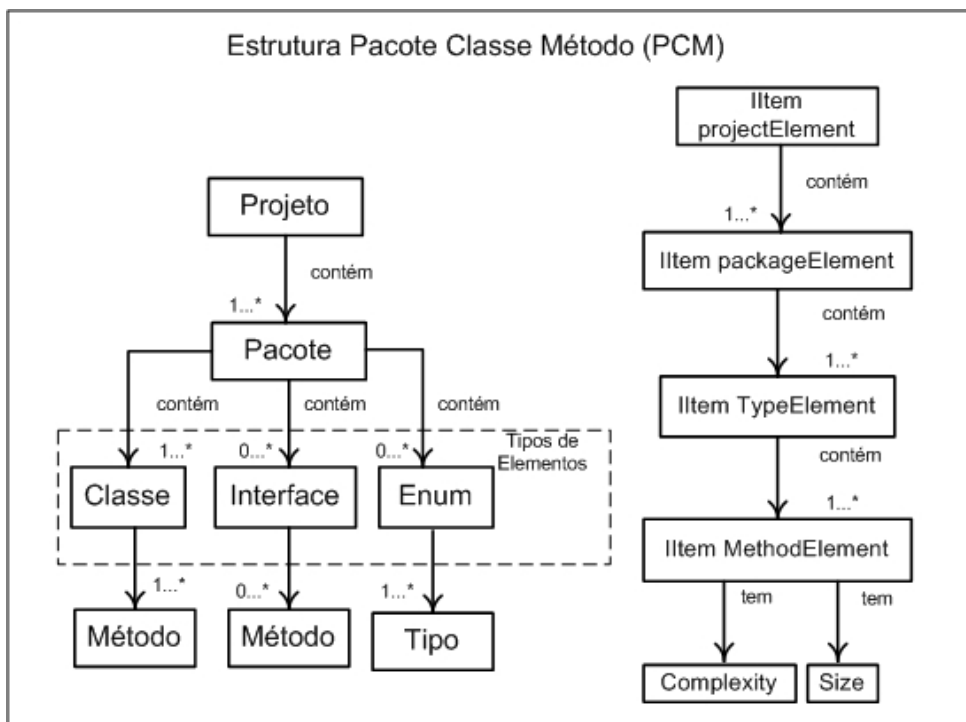 Estrutura Pacote Classe Método (PCM)
Projeto
contém
1...*
Pacote
contém
contém
contém
Tipos de
Elementos
1...*
0...*
0...*
Classe
Interface
Enum
1...*
0...*
1...*
Método
Método
Tipo
IItem
projectElement
contém
1...*
IItem packageElement
contém
1...*
IItem TypeElement
contém
1...*
IItem MethodElement
tem
tem
Complexity
Size